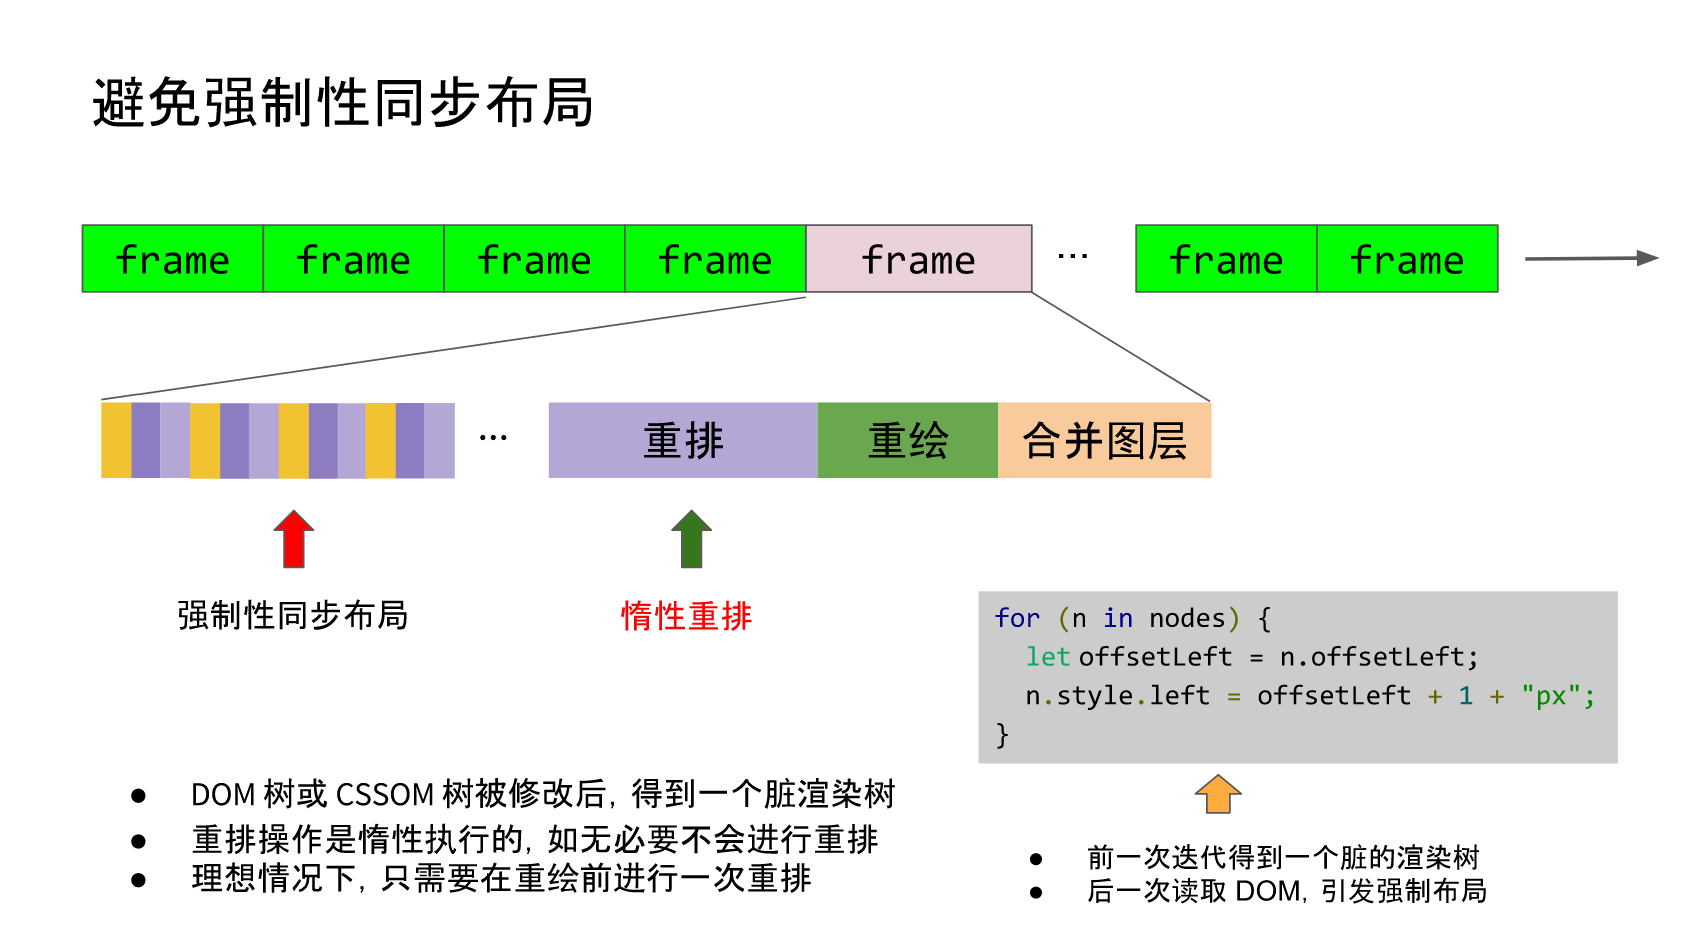 避免强制性同步布局
frame frame frame frame frame … frame frame
… 重排 重绘 合并图层
强制性同步布局 惰性重排
for (n in nodes) {
let offsetLeft = n.offsetLeft;
n.style.left = offsetLeft + 1 + "px";
}
● DOM 树或 CSSOM 树被修改后，得到一个脏渲染树
● 重排操作是惰性执行的，如无必要不会进行重排
● 理想情况下，只需要在重绘前进行一次重排
● 前一次迭代得到一个脏的渲染树
● 后一次读取 DOM，引发强制布局